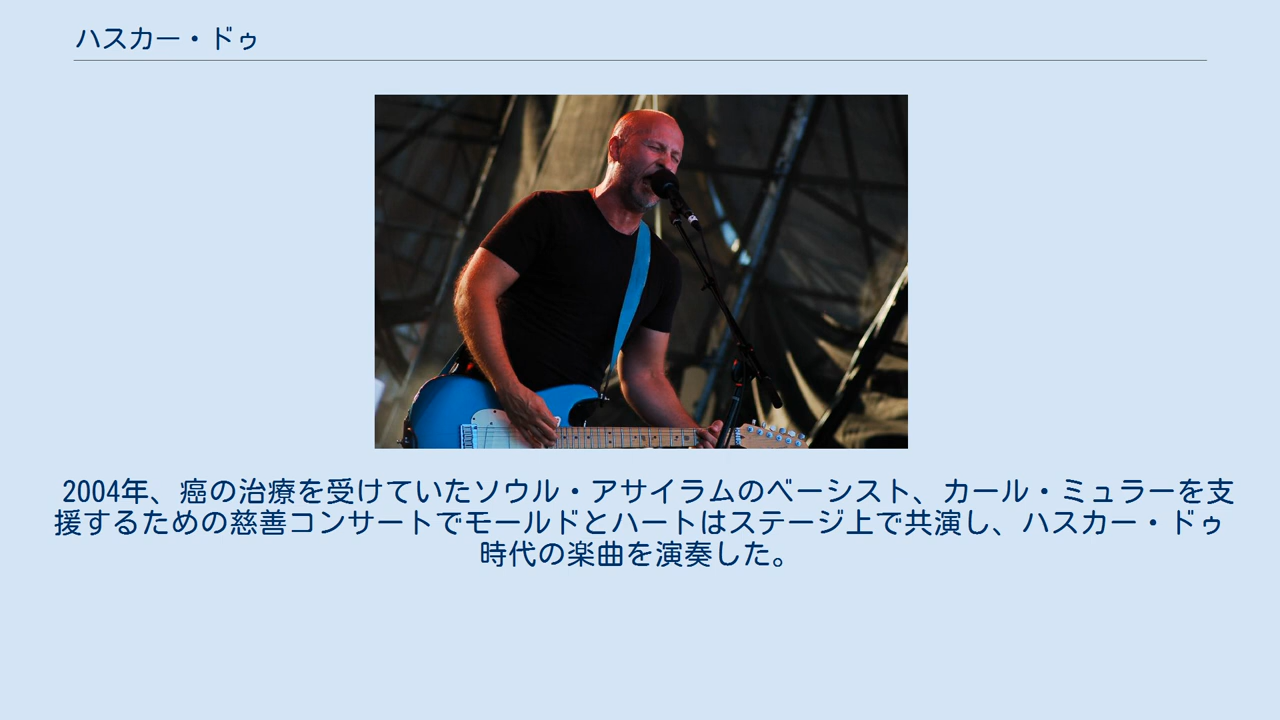 ハスカー・ドゥ
2004年、癌の治療を受けていたソウル・アサイラムのベーシスト、カール・ミュラーを支
援するための慈善コンサートでモールドとハートはステージ上で共演し、ハスカー・ドゥ
時代の楽曲を演奏した。